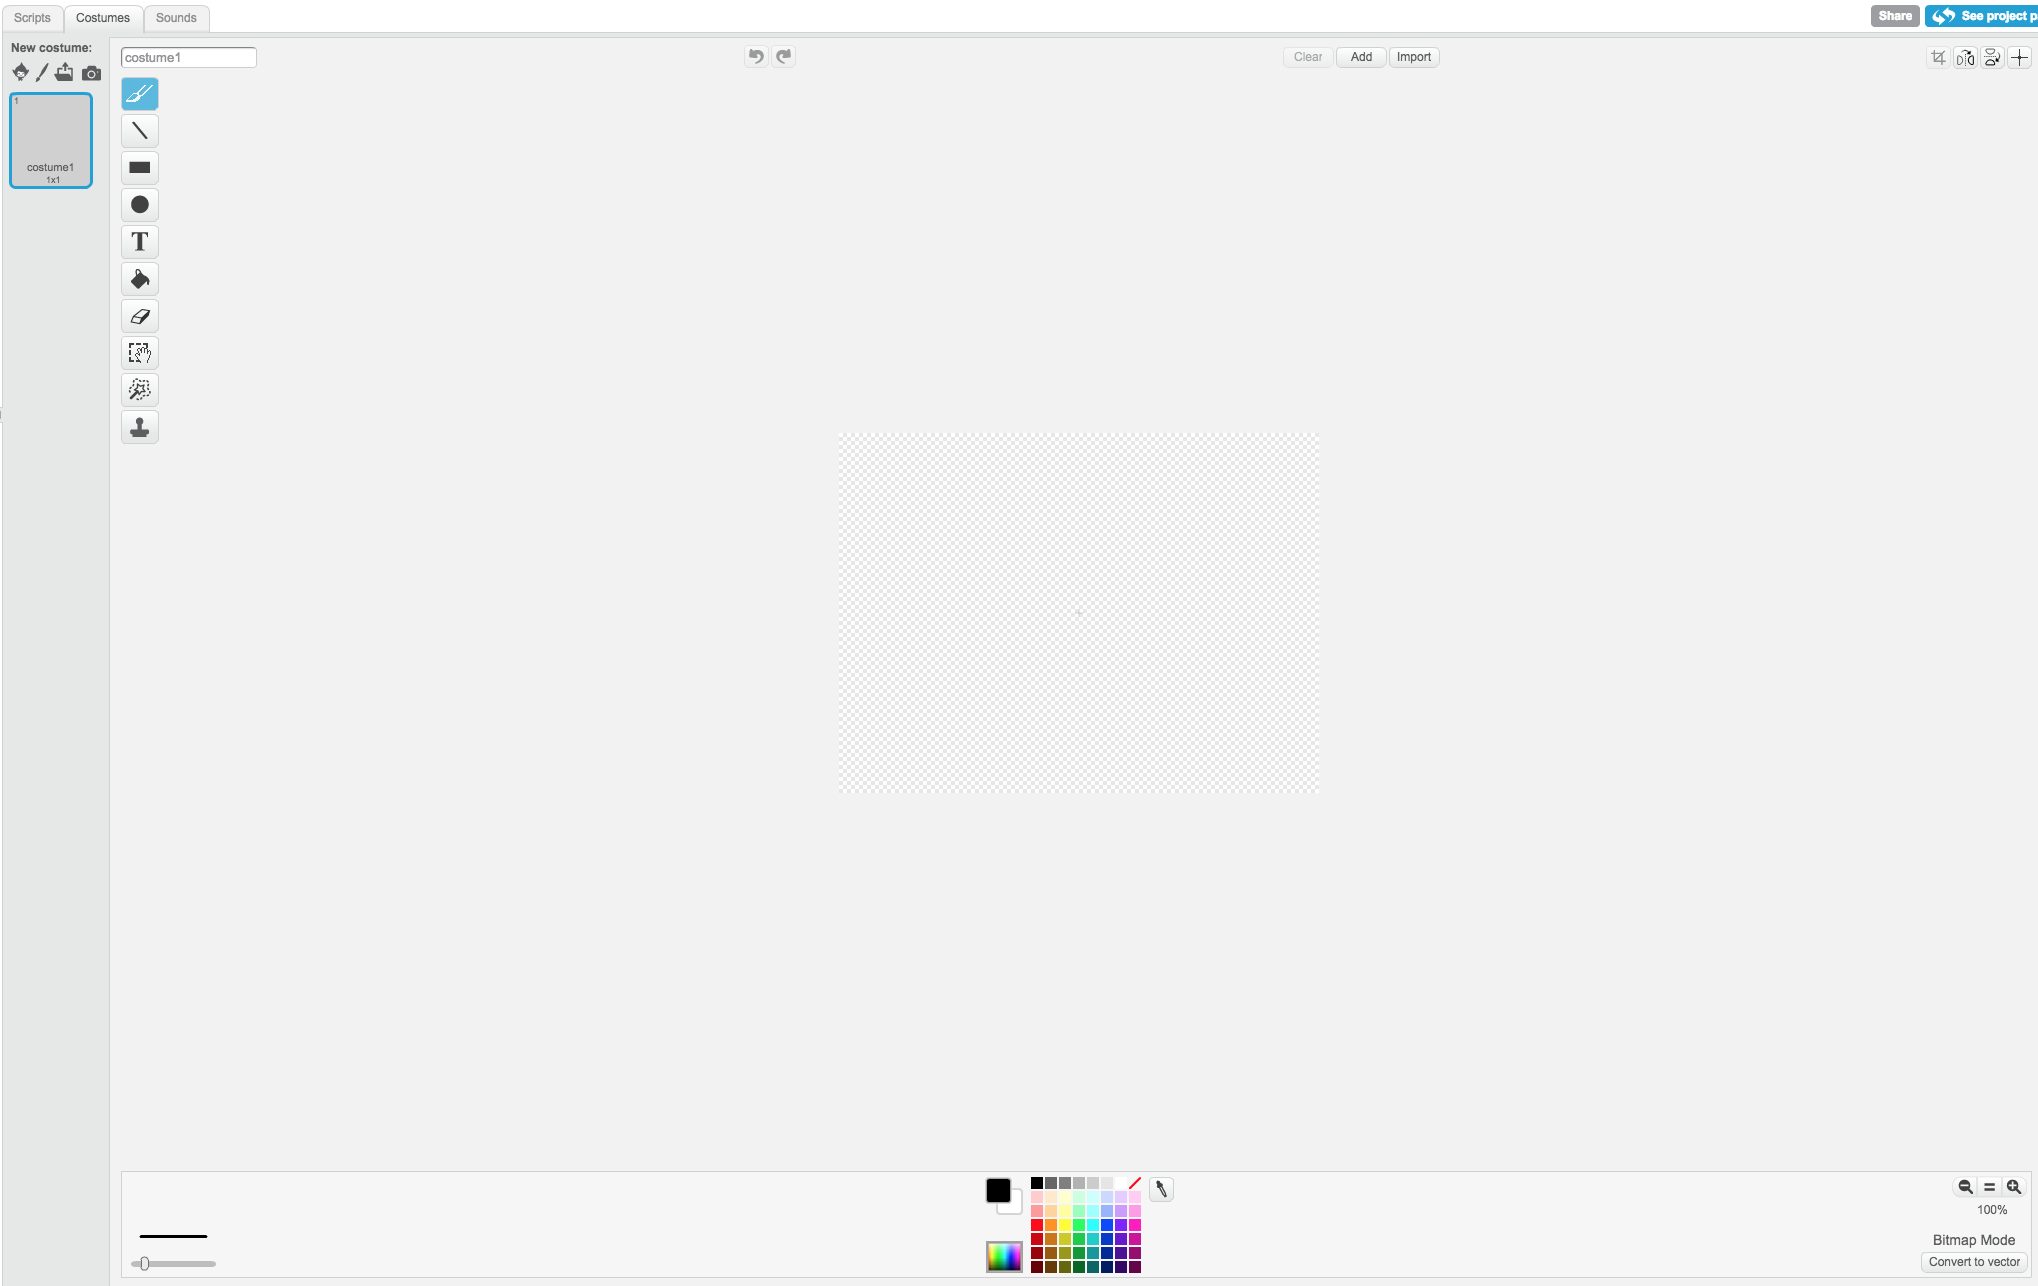 Scripts Costumes Sounds
Share See project p
New costume:
costume1
Clear Add Import
1
costume1
1x1
T
100%
Bitmap Mode
Convert to vector